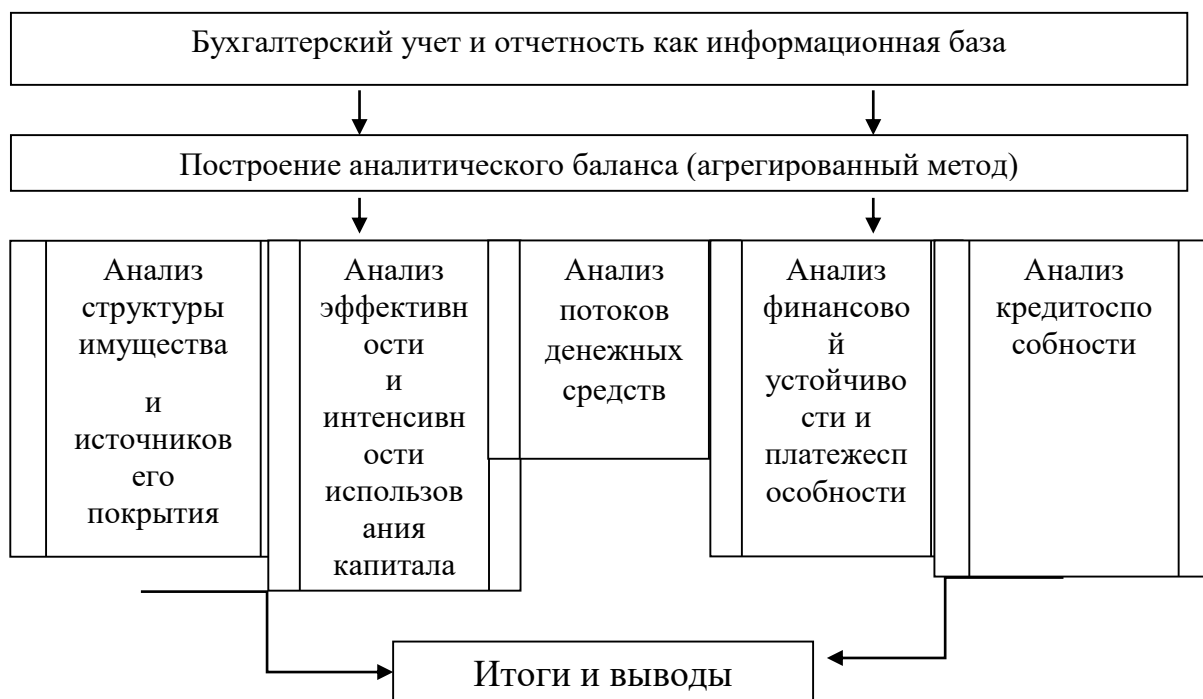 Бухгалтерский учет и отчетность как информационная база
Построение аналитического баланса (агрегированный метод)
Анализ
структуры
имущества
и
источников
его
покрытия
Анализ
эффективн
ости
и
интенсивн
ости
использов
ания
капитала
Анализ
потоков
денежных
средств
Анализ
финансово
й
устойчиво
сти и
платежесп
особности
Анализ
кредитоспо
собности
Итоги и выводы